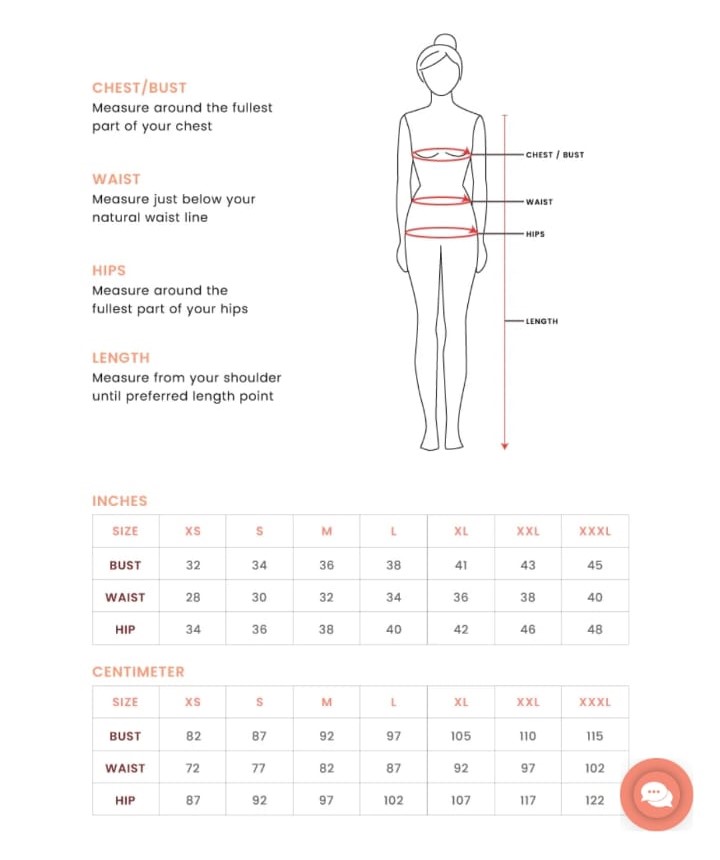 CHEST/BUST
Measure around the fullest
part of your chest
WAIST
Measure just below your
natural waist line
HIPS
Measure around the
fullest part of your hips
LENGTH
Measure from your shoulder
until preferred length point
CHEST / BUST
WAIST
HIPS
LENGTH
INCHES
SIZE XS S M L XL XXL XXXL
BUST 32 34 36 38 41 43 45
WAIST 28 30 32 34 36 38 40
HIP 34 36 38 40 42 46 48
CENTIMETER
SIZE XS S M L XL XXL XXXL
BUST 82 87 92 97 105 110 115
WAIST 72 77 82 87 92 97 102
HIP 87 92 97 102 107 117 122